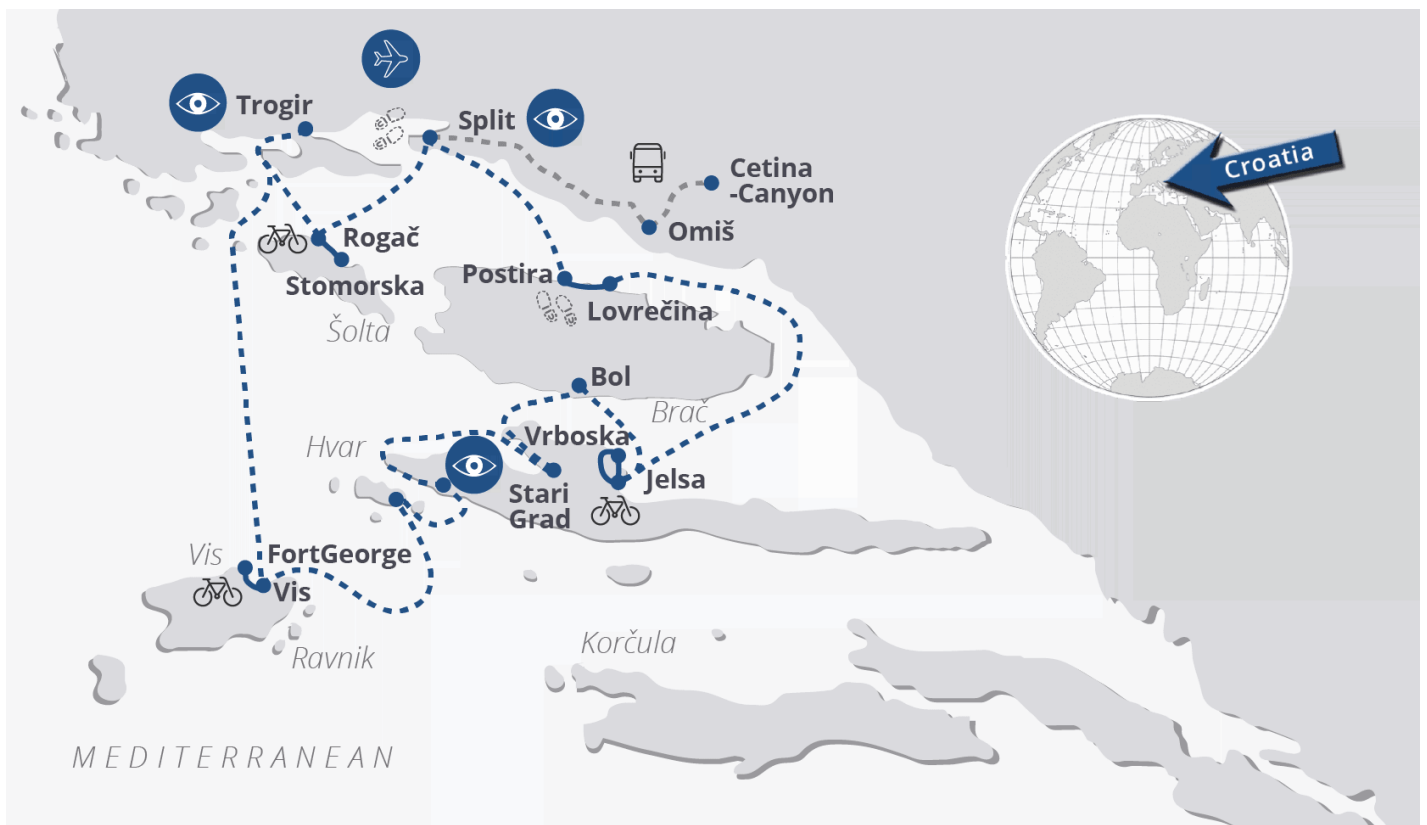 Trogir
Split
Croatia
Cetina
-Canyon
Omiš
Rogač
Postira
Stomorska
Lovrečina
Šolta
Bol
Brač
Hvar
Vrboska
Jelsa
Stari
Grad
Vis
FortGeorge
Vis
Korčula
Ravnik
MEDITERRANEAN